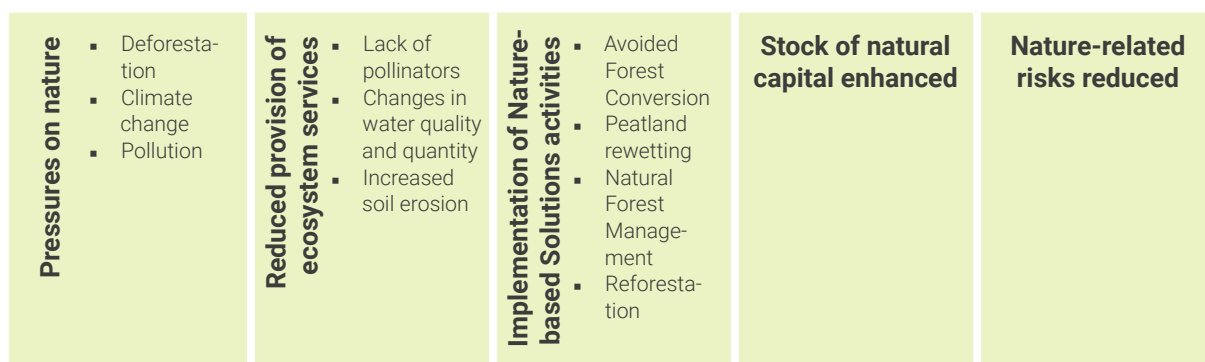 Pressures on nature
▪ Deforesta-
tion
▪ Climate
change
▪ Pollution
Reduced provision of
ecosystem services
▪ Lack of
pollinators
▪ Changes in
water quality
and quantity
▪ Increased
soil erosion
Implementation of Nature-
based Solutions activities
▪ Avoided
Forest
Conversion
▪ Peatland
rewetting
▪ Natural
Forest
Manage-
ment
▪ Reforesta-
tion
Stock of natural
capital enhanced
Nature-related
risks reduced